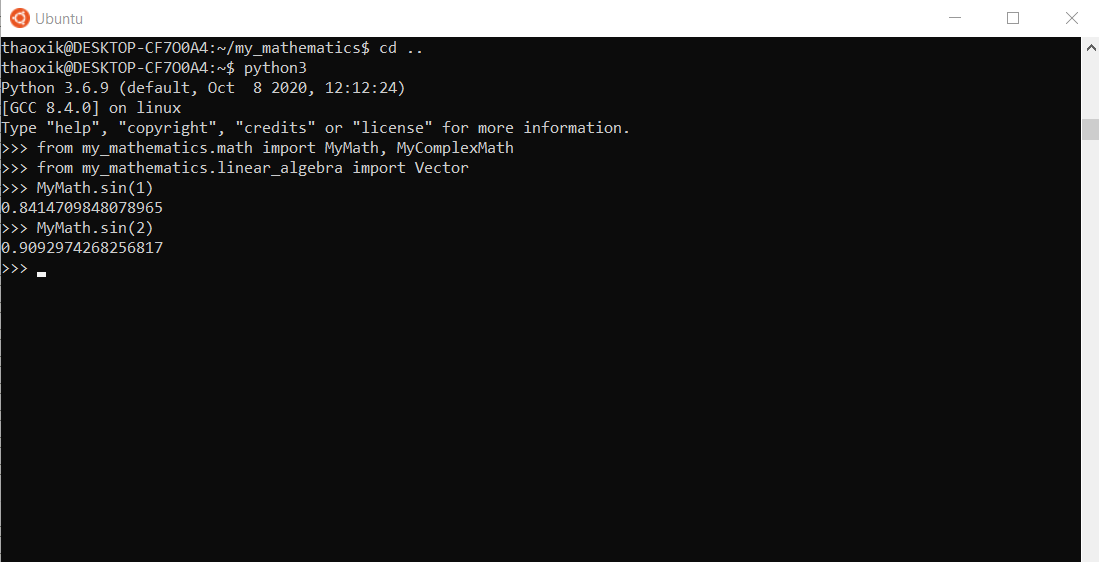 Ubuntu
thaoxik@DESKTOP-CF7O0A4:~/my_mathematics$ cd ..
thaoxik@DESKTOP-CF7O0A4:~$ python3
Python 3.6.9 (default, Oct  8 2020, 12:12:24)
[GCC 8.4.0] on linux
Type "help", "copyright", "credits" or "license" for more information.
>>> from my_mathematics.math import MyMath, MyComplexMath
>>> from my_mathematics.linear_algebra import Vector
>>> MyMath.sin(1)
0.8414709848078965
>>> MyMath.sin(2)
0.9092974268256817
>>>